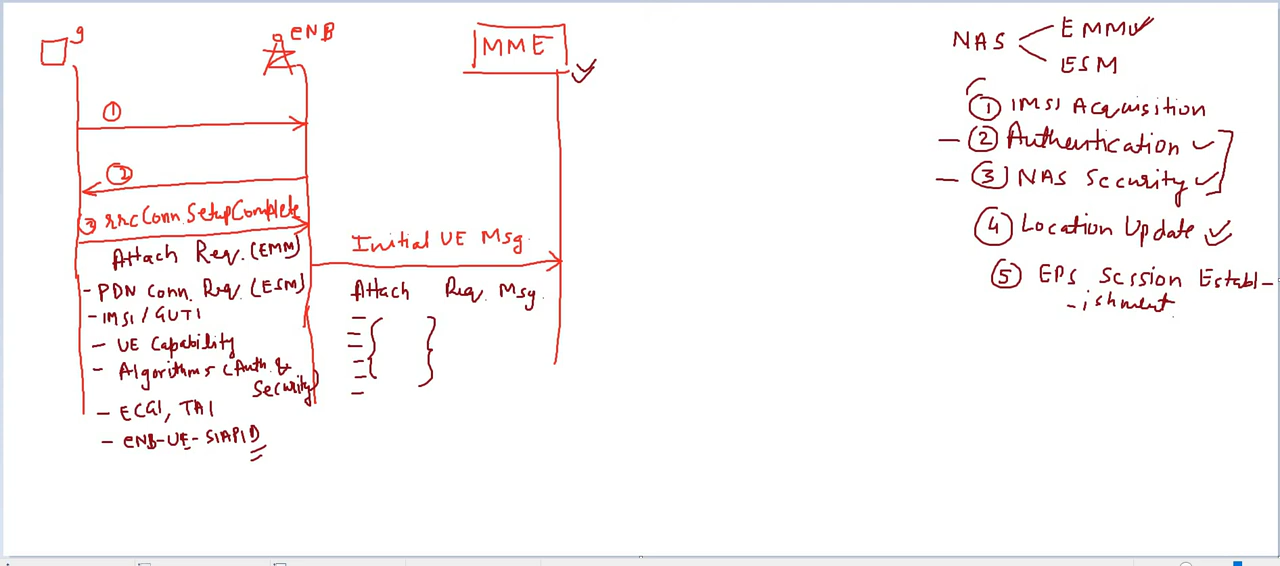 eNB
MME
NAS
EMM
ESM
①
②
③ rrcConn.SetupComplete
Attach Req. (EMM)
- PDN Conn. Req. (ESM)
- IMSI / GUTI
- UE Capability
- Algorithms (Auth. &
Security)
- ECGI, TAI
- eNB-UE-S1APID
Initial UE Msg.
Attach Req. Msg.
① IMSI Acquisition
- ② Authentication
- ③ NAS Security
④ Location Update
⑤ EPS Session Establ-
-ishment